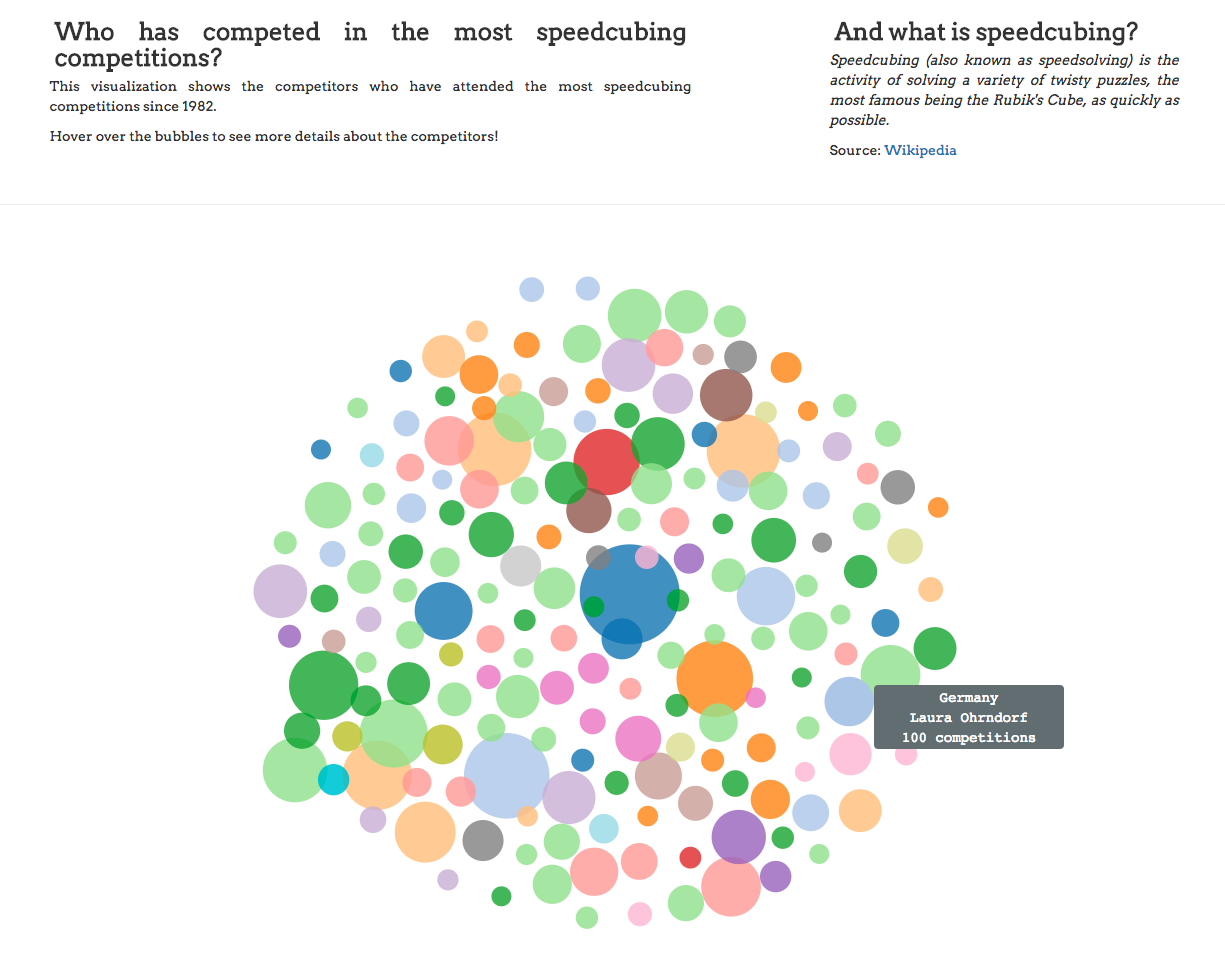 Who has competed in the most speedcubing
competitions?
This visualization shows the competitors who have attended the most speedcubing
competitions since 1982.
Hover over the bubbles to see more details about the competitors!
And what is speedcubing?
Speedcubing (also known as speedsolving) is the
activity of solving a variety of twisty puzzles, the
most famous being the Rubik's Cube, as quickly as
possible.
Source: Wikipedia
Germany
Laura Ohrndorf
100 competitions